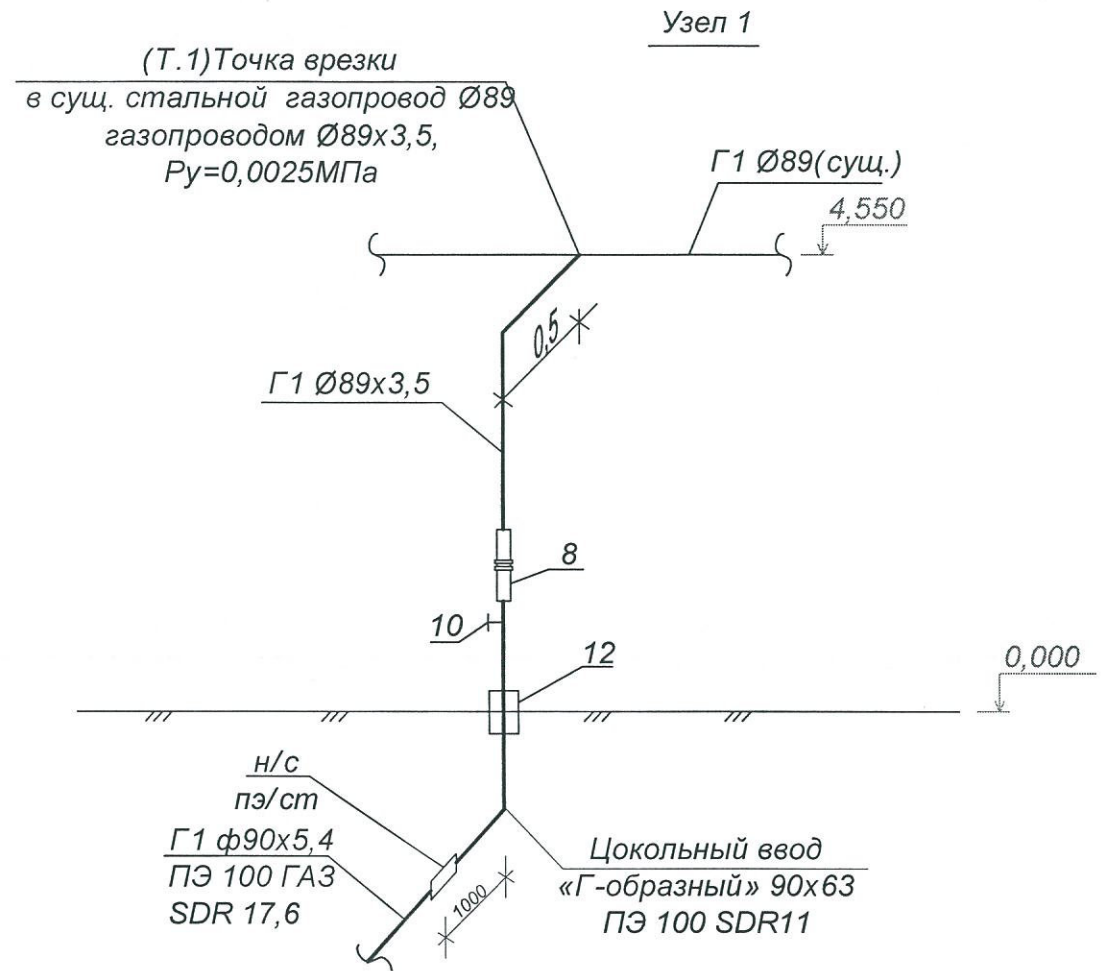 Узел 1
(Т.1)Точка врезки
в сущ. стальной газопровод Ø89
газопроводом Ø89х3,5,
Ру=0,0025МПа
Г1 Ø89(сущ.)
4,550
0,5
Г1 Ø89х3,5
8
10
12
0,000
н/с
пэ/ст
Г1 ф90х5,4
ПЭ 100 ГАЗ
SDR 17,6
1000
Цокольный ввод
«Г-образный» 90х63
ПЭ 100 SDR11